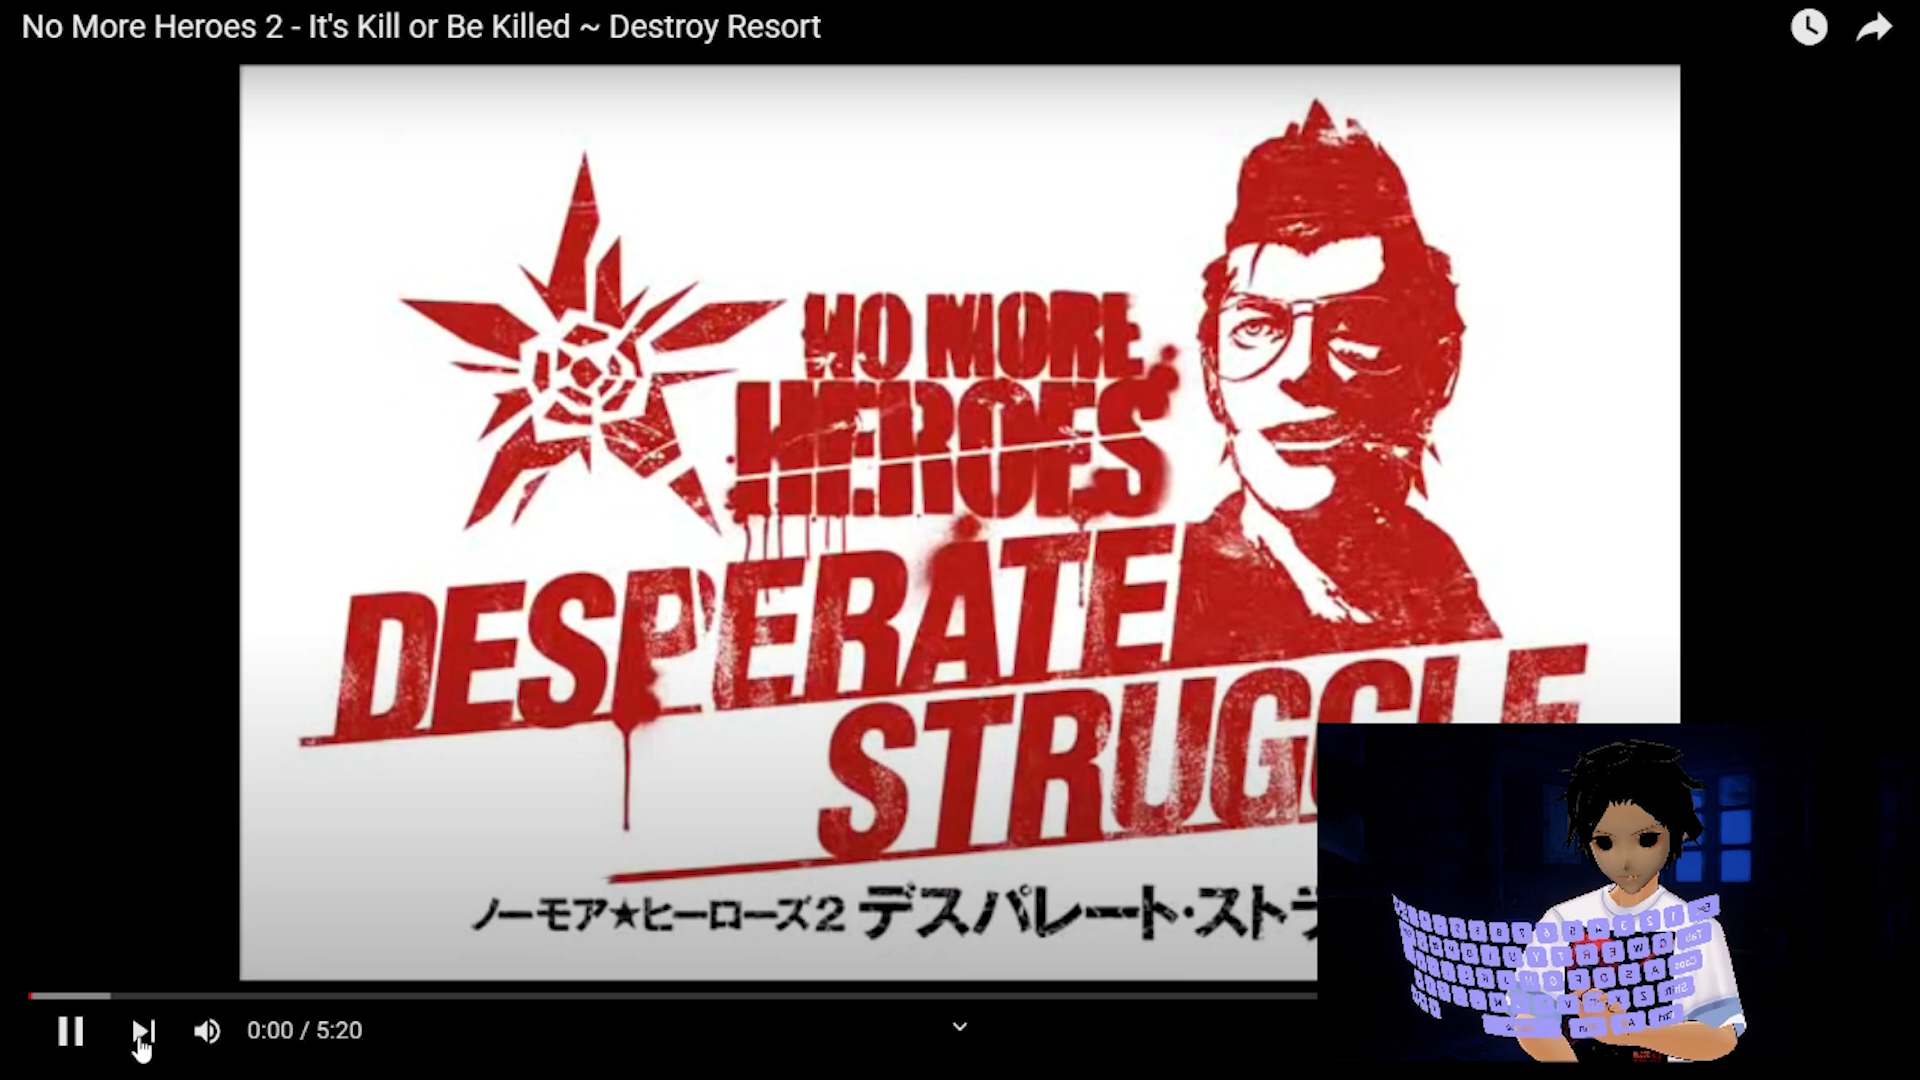 No More Heroes 2 - It's Kill or Be Killed ~ Destroy Resort
NO MORE
HEROES
DESPERATE
STRUGGLE
ノーモア★ヒーローズ2 デスパレート・スト
0:00 / 5:20